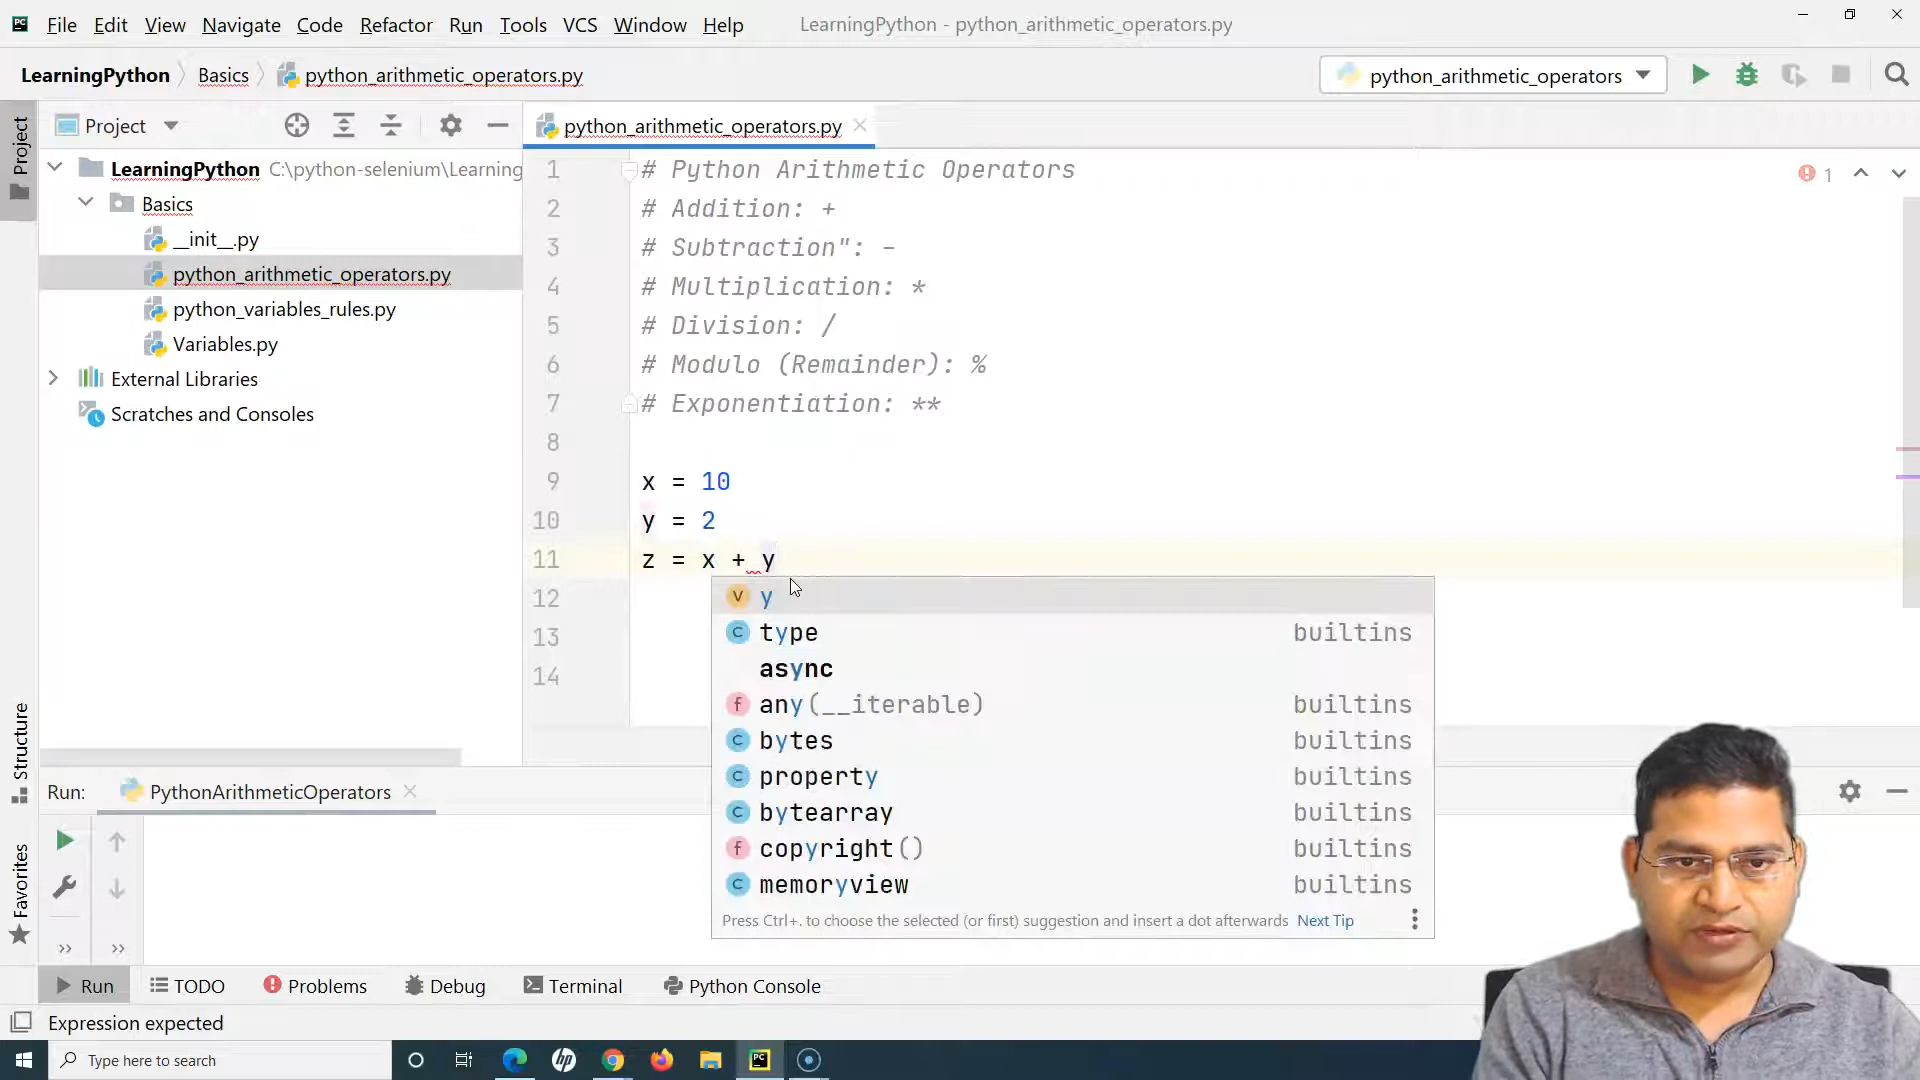 File Edit View Navigate Code Refactor Run Tools VCS Window Help LearningPython - python_arithmetic_operators.py
LearningPython Basics python_arithmetic_operators.py python_arithmetic_operators
Project
Project
python_arithmetic_operators.py
LearningPython C:\python-selenium\Learning
Basics
__init__.py
python_arithmetic_operators.py
python_variables_rules.py
Variables.py
External Libraries
Scratches and Consoles
1 # Python Arithmetic Operators
2 # Addition: +
3 # Subtraction": -
4 # Multiplication: *
5 # Division: /
6 # Modulo (Remainder): %
7 # Exponentiation: **
8
9 x = 10
10 y = 2
11 z = x + y
12
13
14
1
y
type builtins
async
any(__iterable) builtins
bytes builtins
property builtins
bytearray builtins
copyright() builtins
memoryview builtins
Press Ctrl+. to choose the selected (or first) suggestion and insert a dot afterwards Next Tip
Structure
Favorites
Run: PythonArithmeticOperators
Run TODO Problems Debug Terminal Python Console
Expression expected
Type here to search
hp
PC